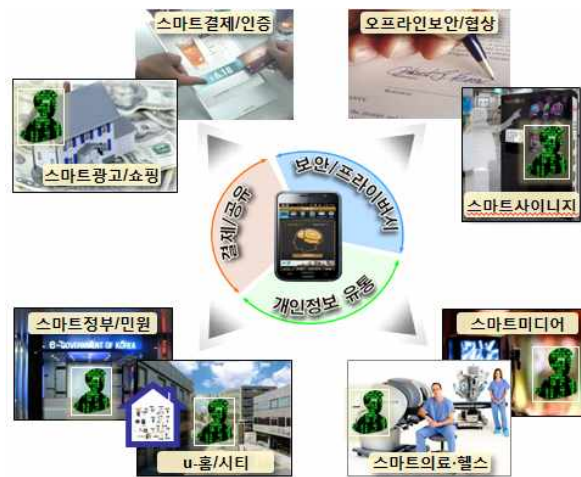 스마트결제/인증
오프라인보안/협상
스마트광고/쇼핑
스마트사이니지
결제/공유
보안/프라이버시
개인정보 유통
스마트정부/민원
e-GOVERNMENT OF KOREA
스마트미디어
u-홈/시티
스마트의료·헬스